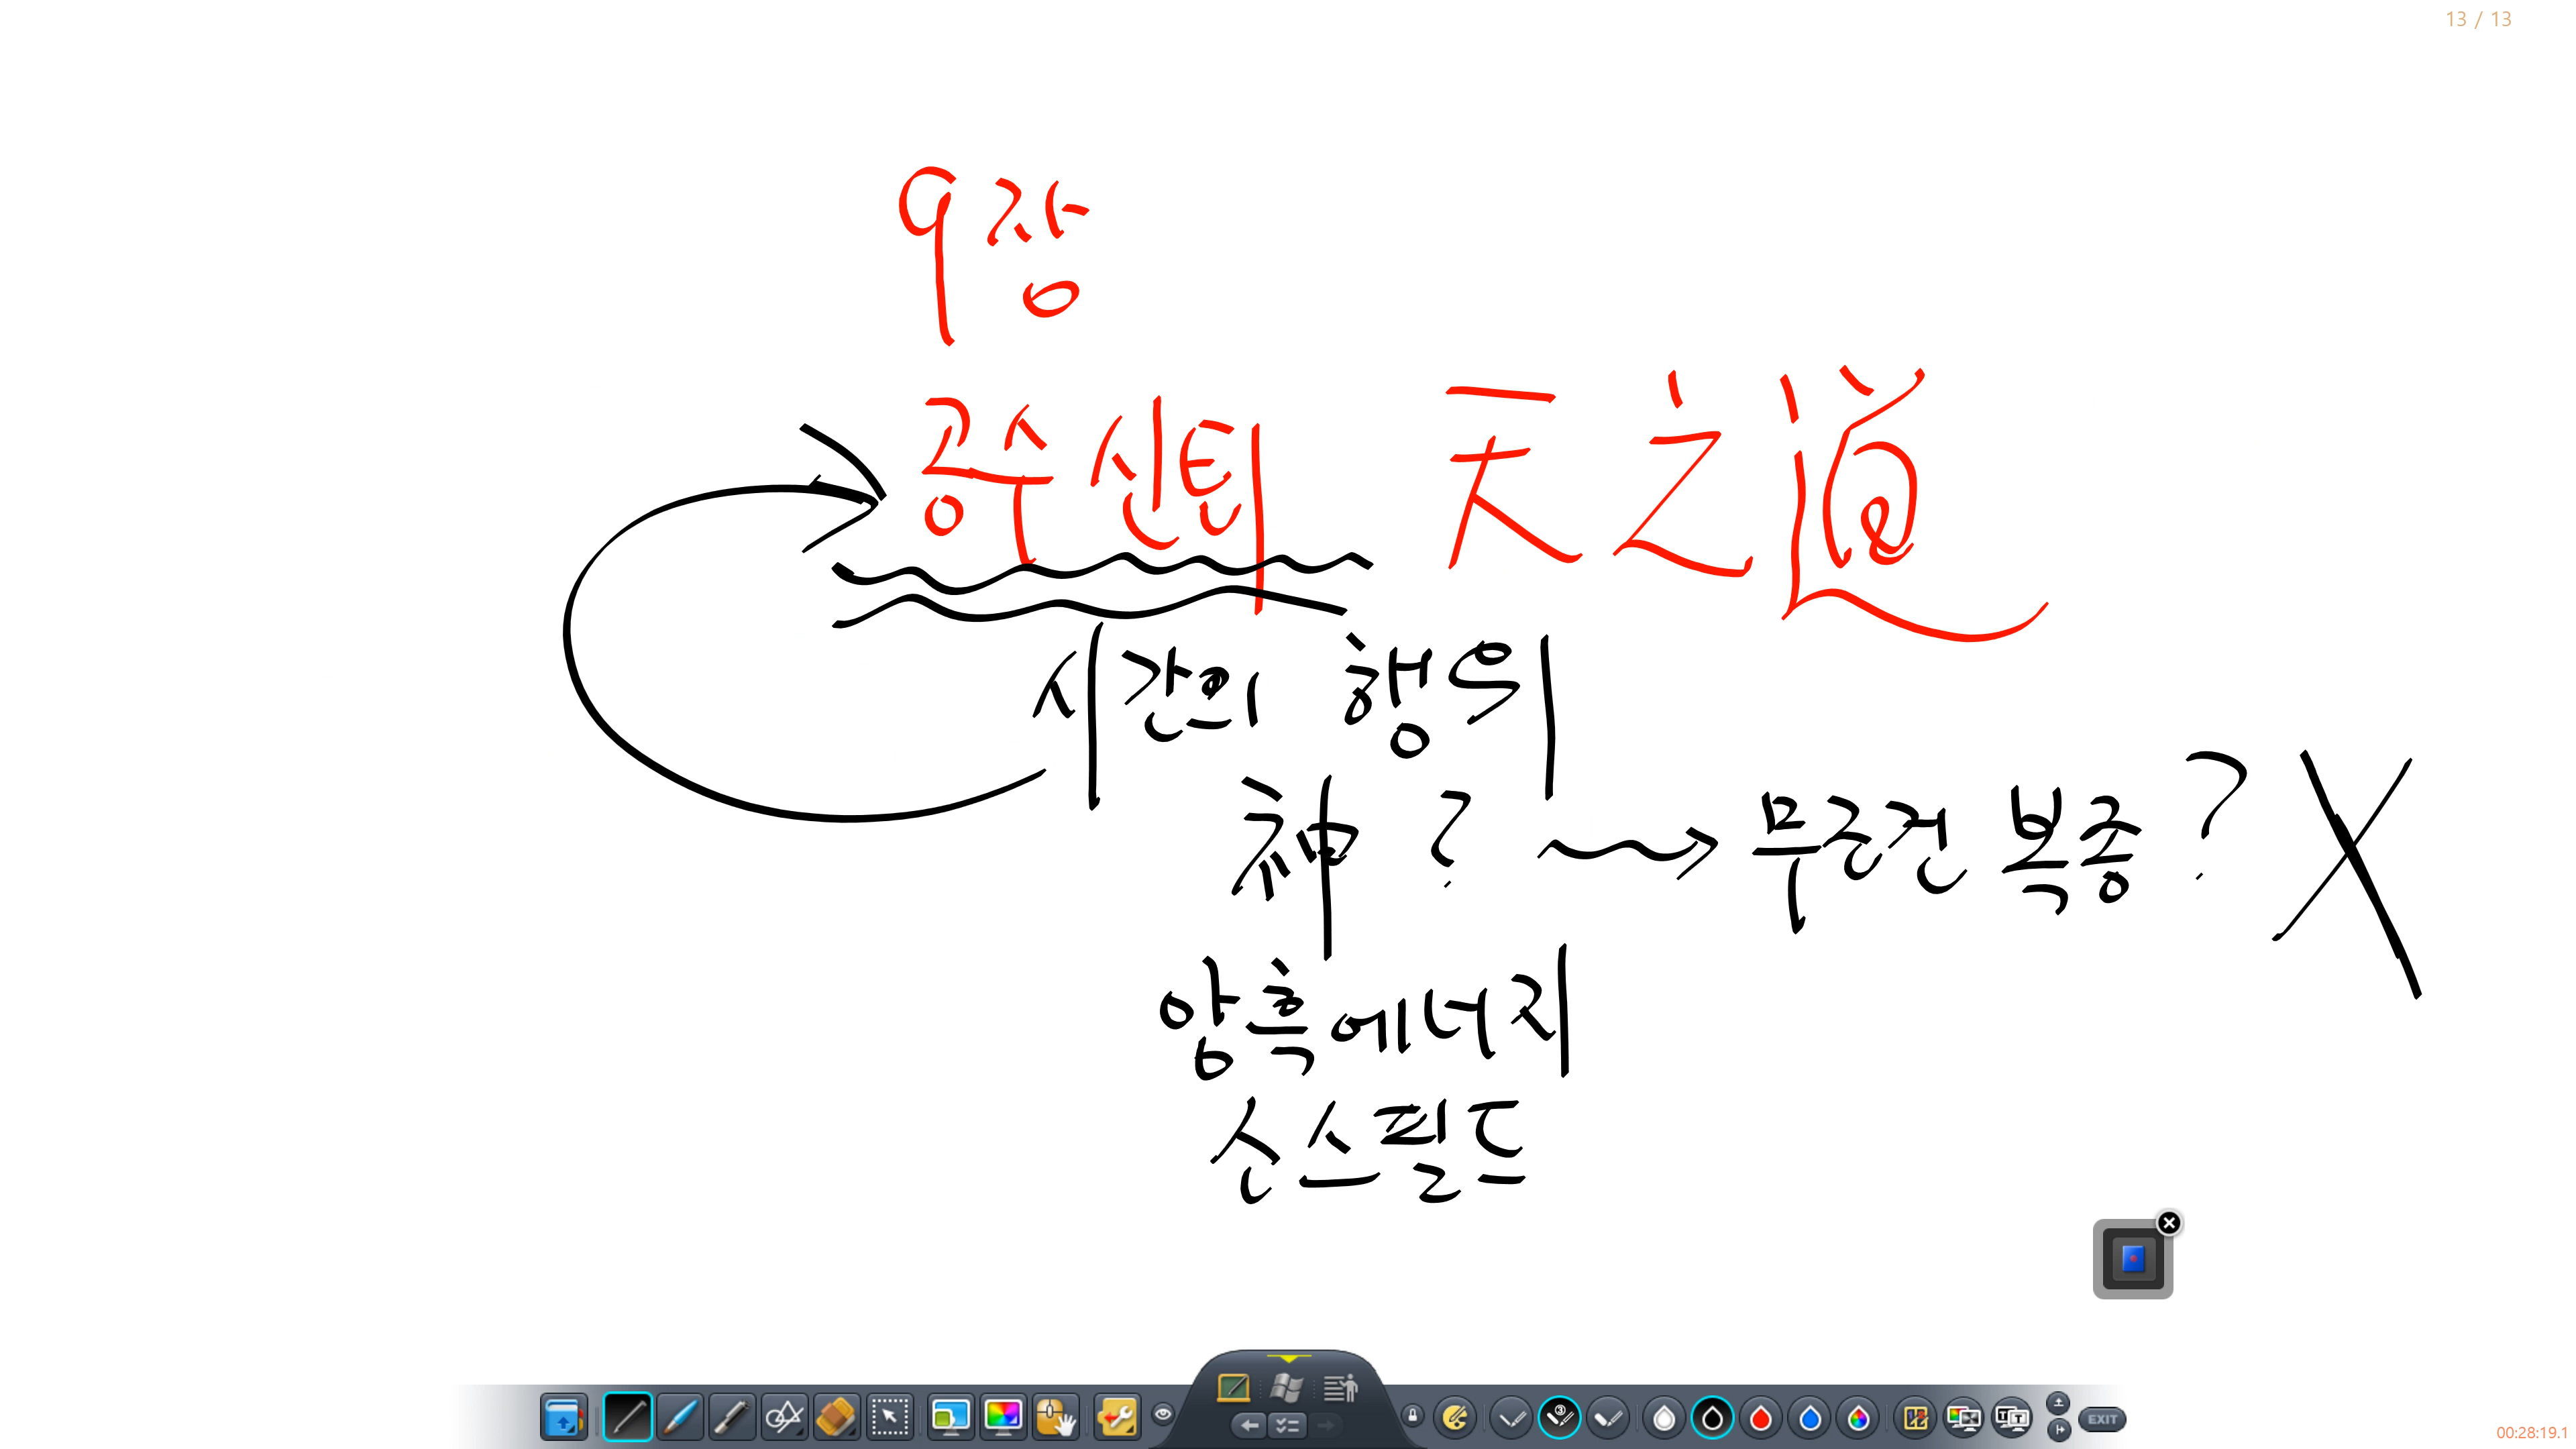 13 / 13
9장
공수신퇴 天之道
시간의 행위
神? 무조건 복종? X
암흑에너지
소스필드
EXIT
00:28:19.1